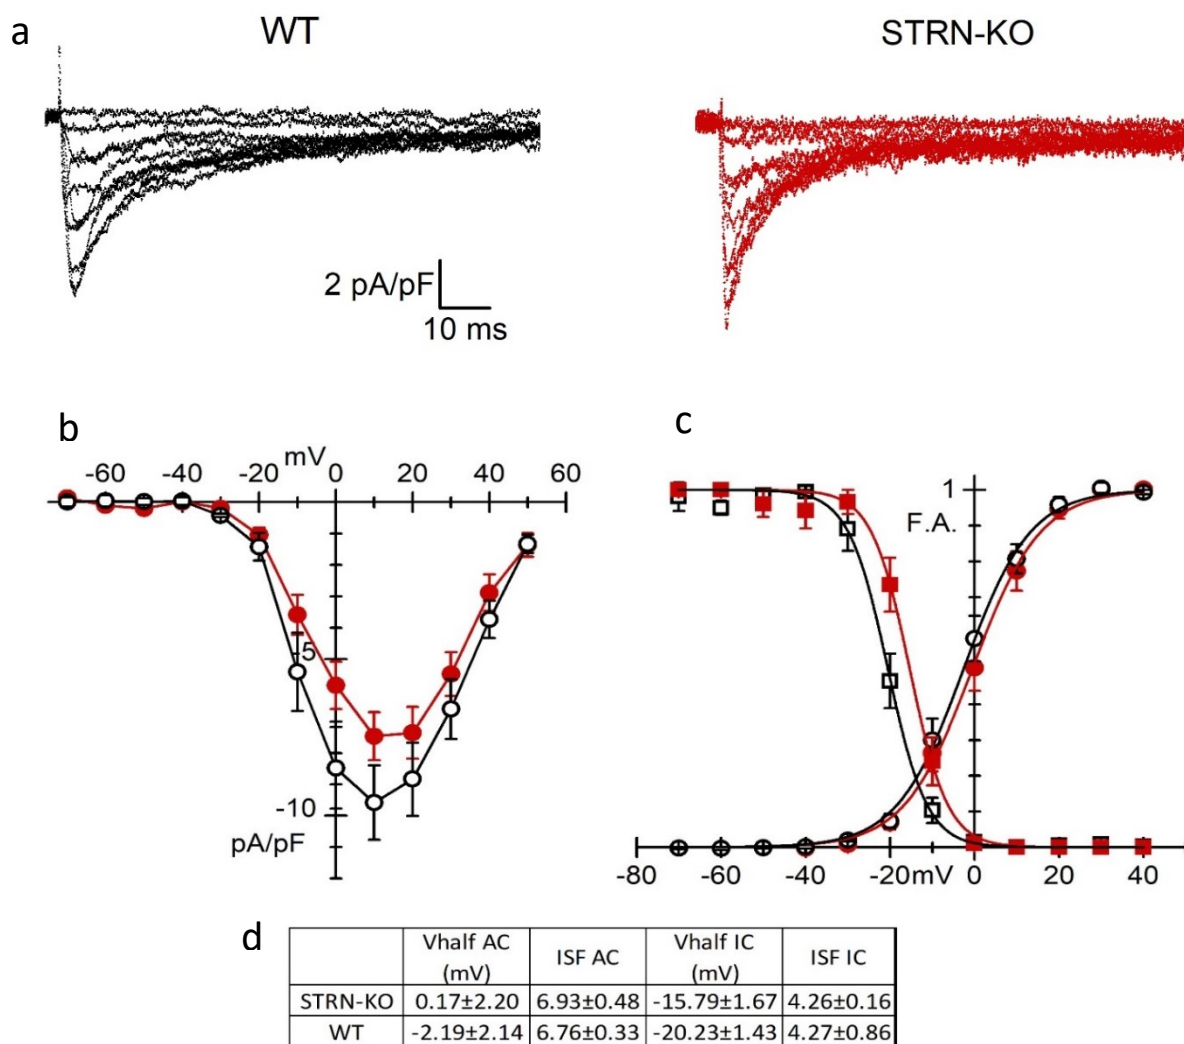 a
WT
STRN-KO
2 pA/pF
10 ms
b
mV
-60 -40 -20 0 20 40 60
-5
-10
pA/pF
c
1
F.A.
-80 -60 -40 -20mV 0 20 40
d
Vhalf AC (mV) ISF AC Vhalf IC (mV) ISF IC
STRN-KO 0.17±2.20 6.93±0.48 -15.79±1.67 4.26±0.16
WT -2.19±2.14 6.76±0.33 -20.23±1.43 4.27±0.86